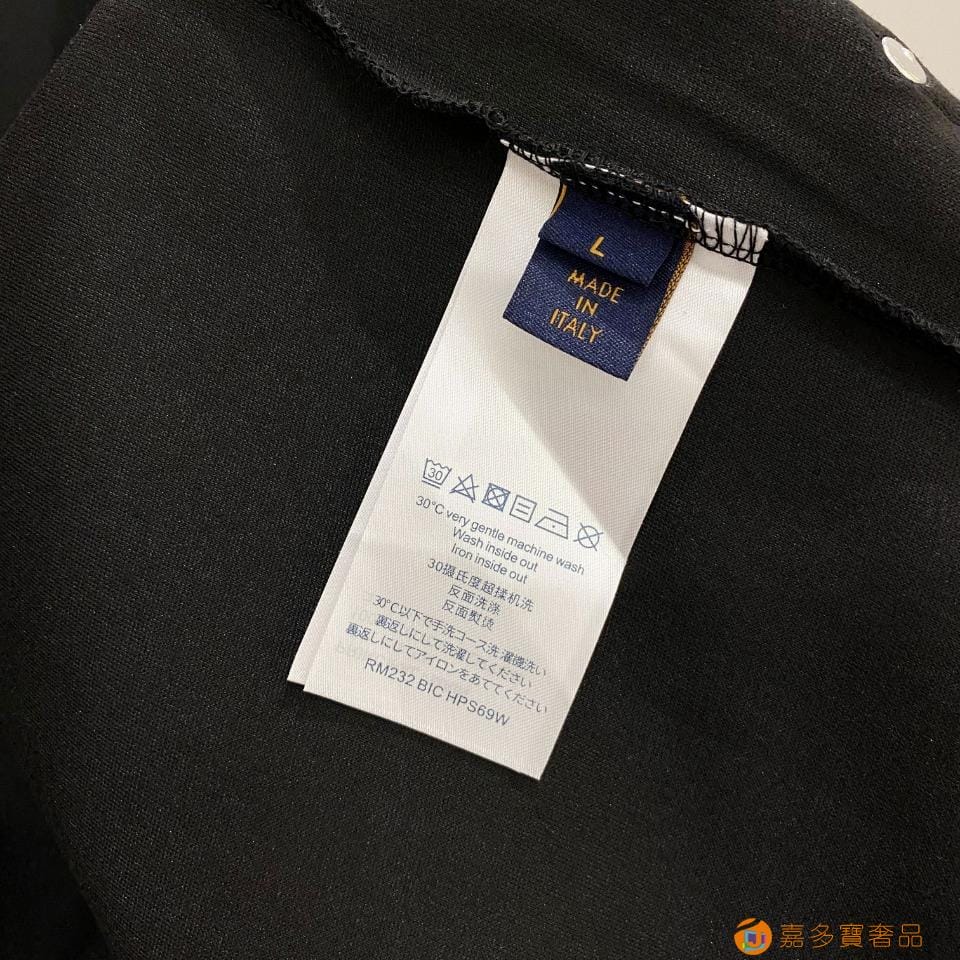 L
MADE
IN
ITALY
30
30°C very gentle machine wash
Wash inside out
Iron inside out
30摄氏度超揉机洗
反面洗涤
反面熨烫
30℃以下で手洗コース洗濯機洗い
裏返しにして洗濯してください
裏返しにしてアイロンをあててください
RM232 BIC HPS69W
嘉多寶奢品